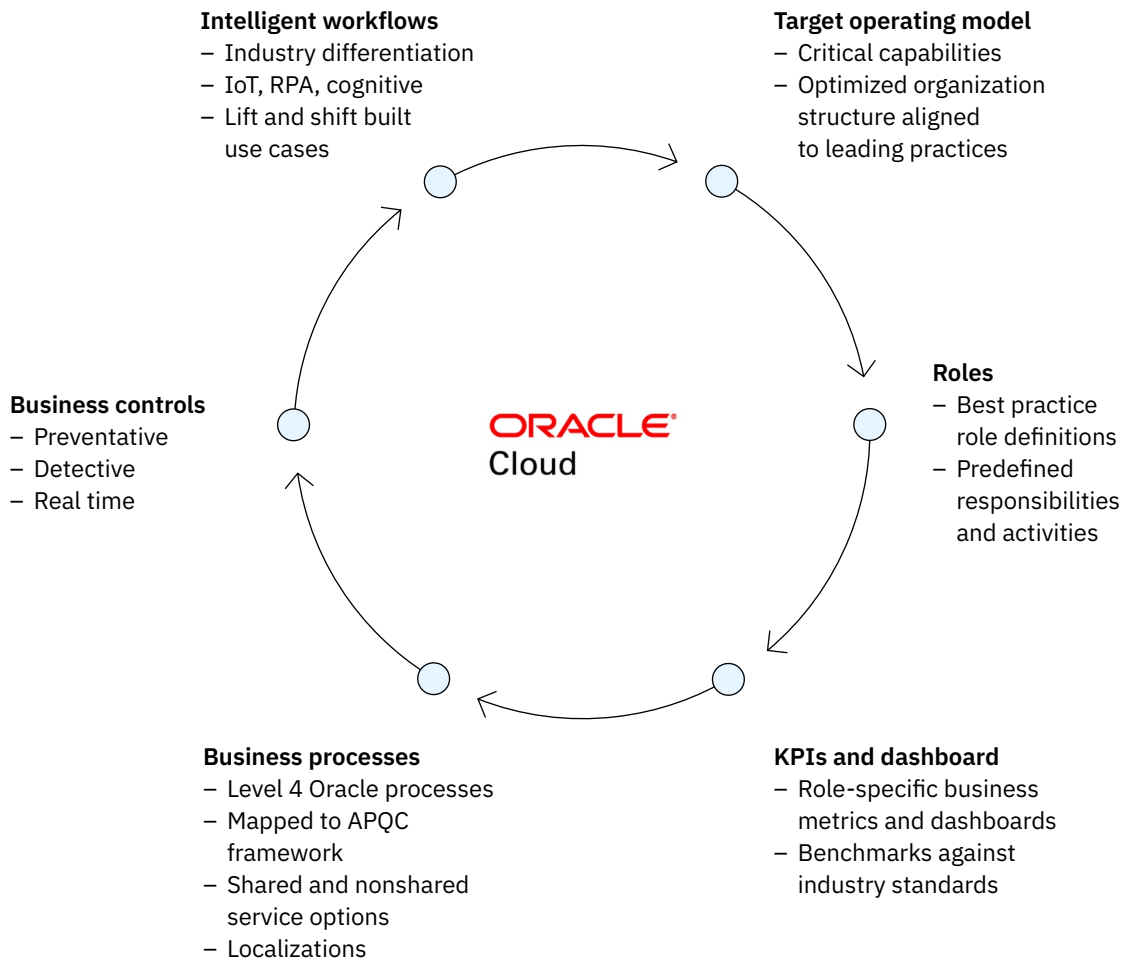 Intelligent workflows
– Industry differentiation
– IoT, RPA, cognitive
– Lift and shift built
use cases
Target operating model
– Critical capabilities
– Optimized organization
structure aligned
to leading practices
Roles
– Best practice
role definitions
– Predefined
responsibilities
and activities
Business controls
– Preventative
– Detective
– Real time
ORACLE®
Cloud
Business processes
– Level 4 Oracle processes
– Mapped to APQC
framework
– Shared and nonshared
service options
– Localizations
KPIs and dashboard
– Role-specific business
metrics and dashboards
– Benchmarks against
industry standards